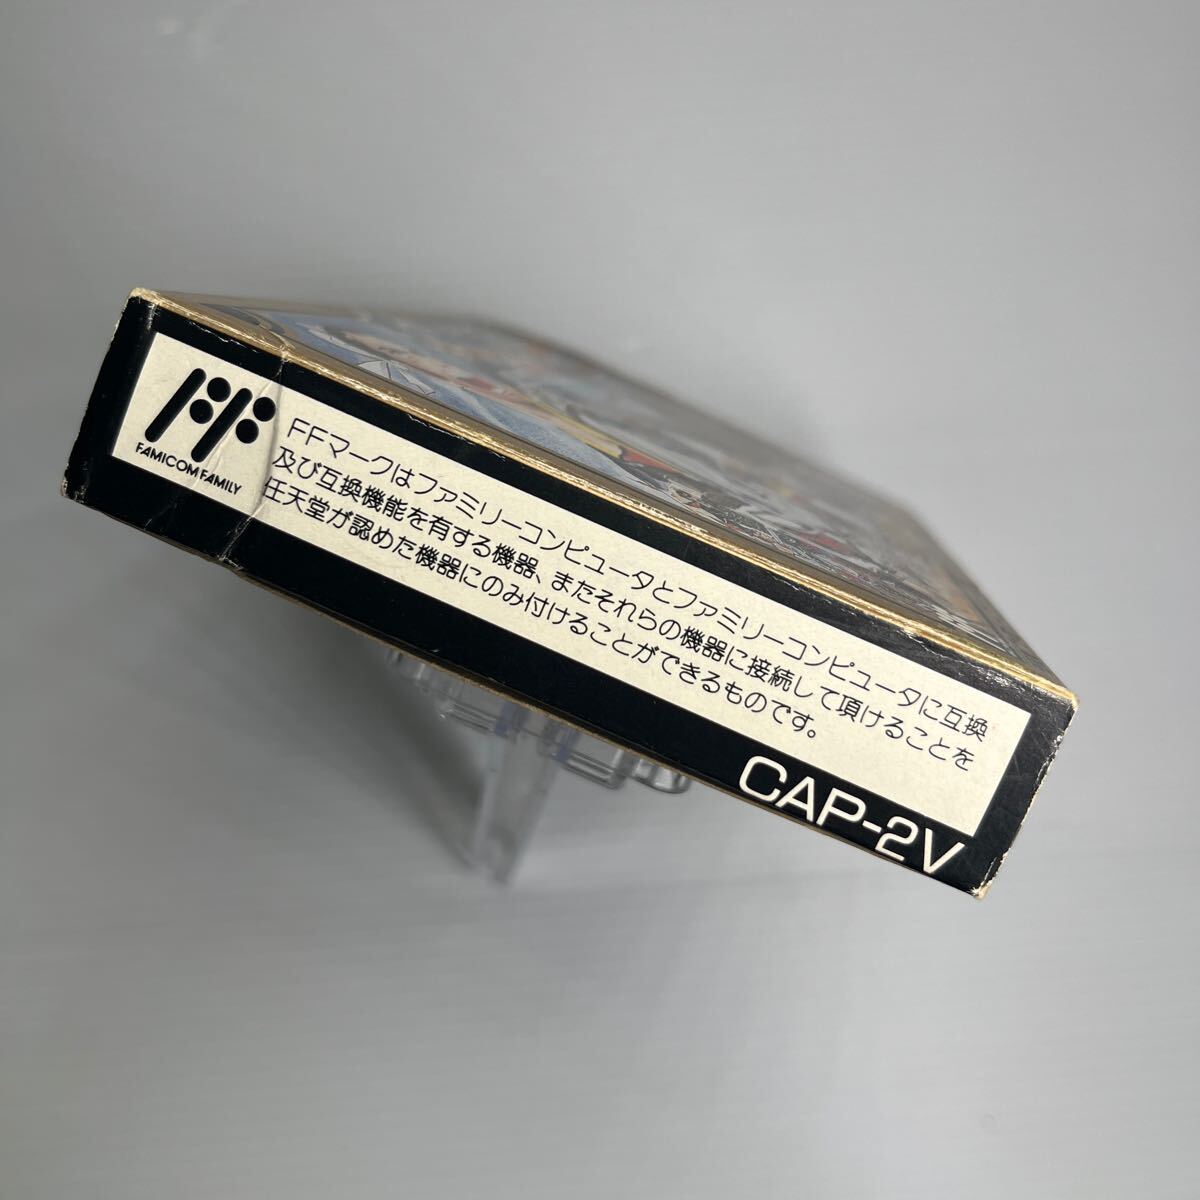 FAMICOM FAMILY
FFマークはファミリーコンピュータとファミリーコンピュータに互換
及び互換機能を有する機器、またそれらの機器に接続して頂けることを
任天堂が認めた機器にのみ付けることができるものです。
CAP-2V